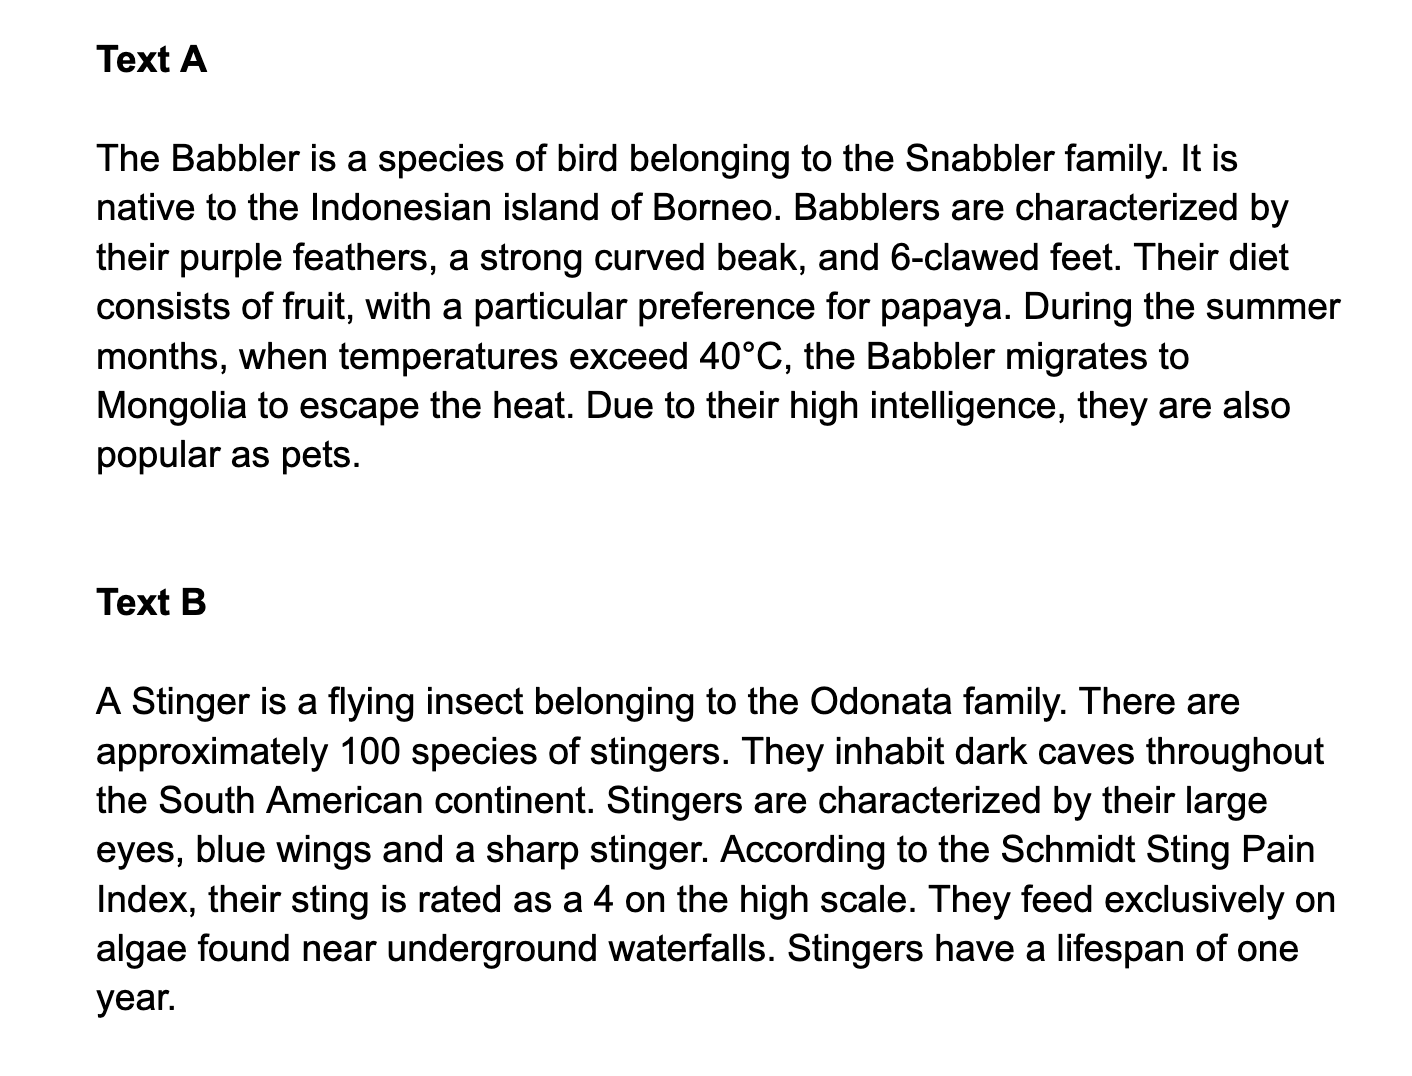 Text A
The Babbler is a species of bird belonging to the Snabbler family. It is
native to the Indonesian island of Borneo. Babblers are characterized by
their purple feathers, a strong curved beak, and 6-clawed feet. Their diet
consists of fruit, with a particular preference for papaya. During the summer
months, when temperatures exceed 40°C, the Babbler migrates to
Mongolia to escape the heat. Due to their high intelligence, they are also
popular as pets.
Text B
A Stinger is a flying insect belonging to the Odonata family. There are
approximately 100 species of stingers. They inhabit dark caves throughout
the South American continent. Stingers are characterized by their large
eyes, blue wings and a sharp stinger. According to the Schmidt Sting Pain
Index, their sting is rated as a 4 on the high scale. They feed exclusively on
algae found near underground waterfalls. Stingers have a lifespan of one
year.